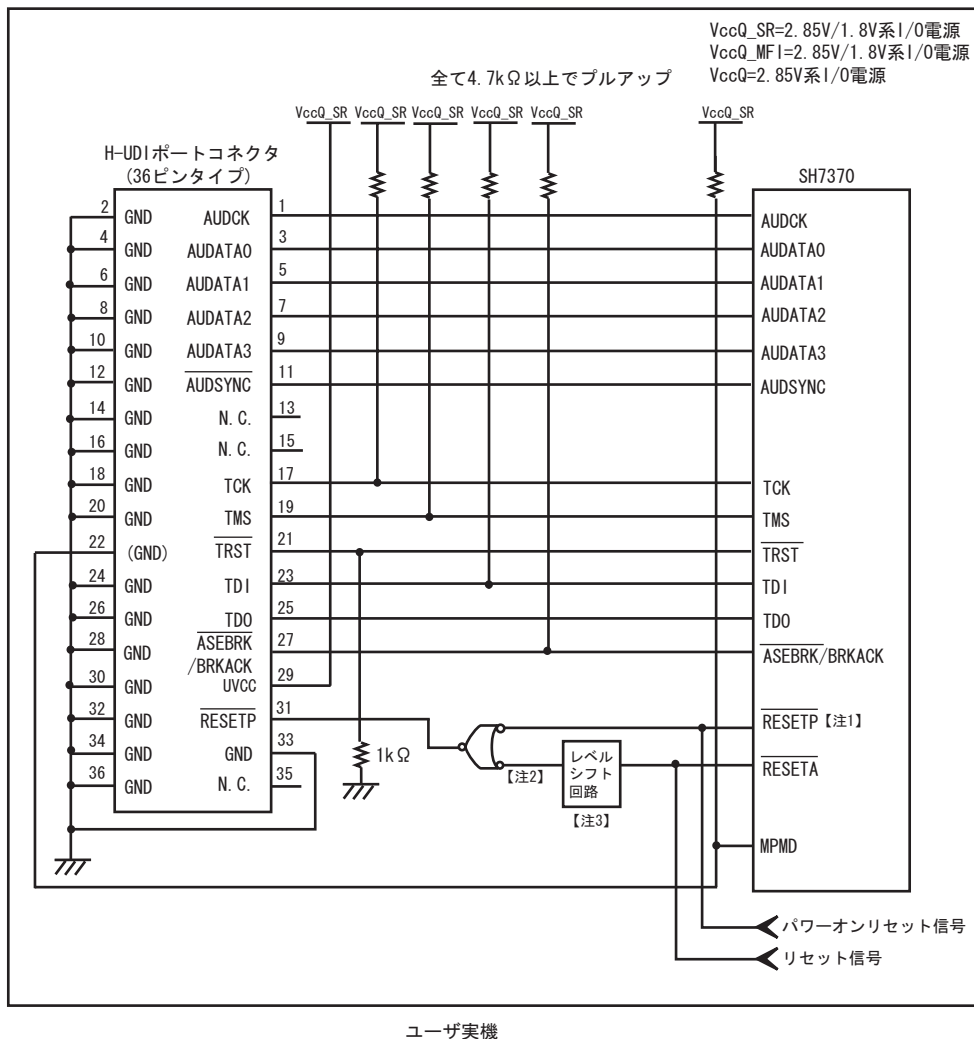 VccQ_SR=2.85V/1.8V系I/O電源
VccQ_MFI=2.85V/1.8V系I/O電源
VccQ=2.85V系I/O電源
全て4.7kΩ以上でプルアップ
VccQ_SR VccQ_SR VccQ_SR VccQ_SR VccQ_SR VccQ_SR
H-UDIポートコネクタ
(36ピンタイプ)
SH7370
2 GND AUDCK 1 AUDCK
4 GND AUDATA0 3 AUDATA0
6 GND AUDATA1 5 AUDATA1
8 GND AUDATA2 7 AUDATA2
10 GND AUDATA3 9 AUDATA3
12 GND AUDSYNC 11 AUDSYNC
14 GND N.C. 13
16 GND N.C. 15
18 GND TCK 17 TCK
20 GND TMS 19 TMS
22 (GND) TRST 21 TRST
24 GND TDI 23 TDI
26 GND TDO 25 TDO
28 GND ASEBRK 27 ASEBRK/BRKACK
/BRKACK
30 GND UVCC 29
32 GND RESETP 31 RESETP【注1】
34 GND GND 33 RESETA
36 GND N.C. 35
1kΩ
【注2】
レベル
シフト
回路
【注3】
MPMD
パワーオンリセット信号
リセット信号
ユーザ実機